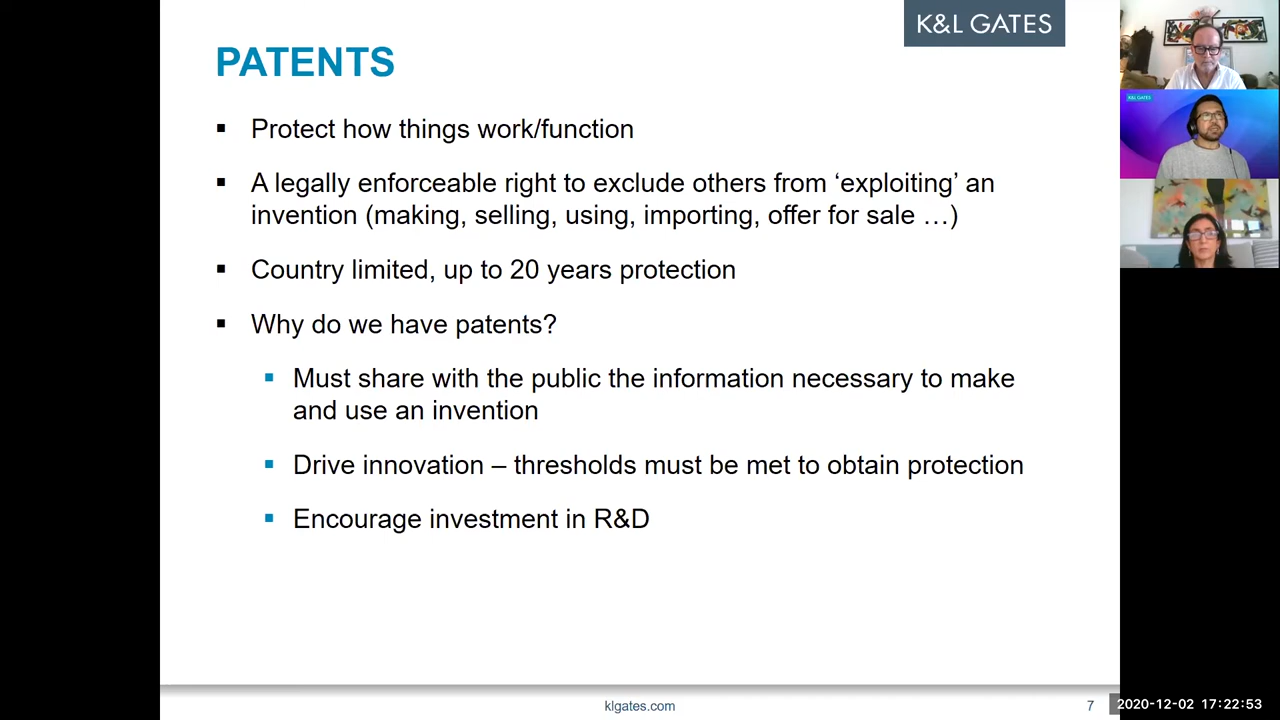 K&L GATES
PATENTS
▪ Protect how things work/function
▪ A legally enforceable right to exclude others from ‘exploiting’ an
invention (making, selling, using, importing, offer for sale …)
▪ Country limited, up to 20 years protection
▪ Why do we have patents?
▪ Must share with the public the information necessary to make
and use an invention
▪ Drive innovation – thresholds must be met to obtain protection
▪ Encourage investment in R&D
klgates.com
7
K&L GATES
2020-12-02 17:22:53